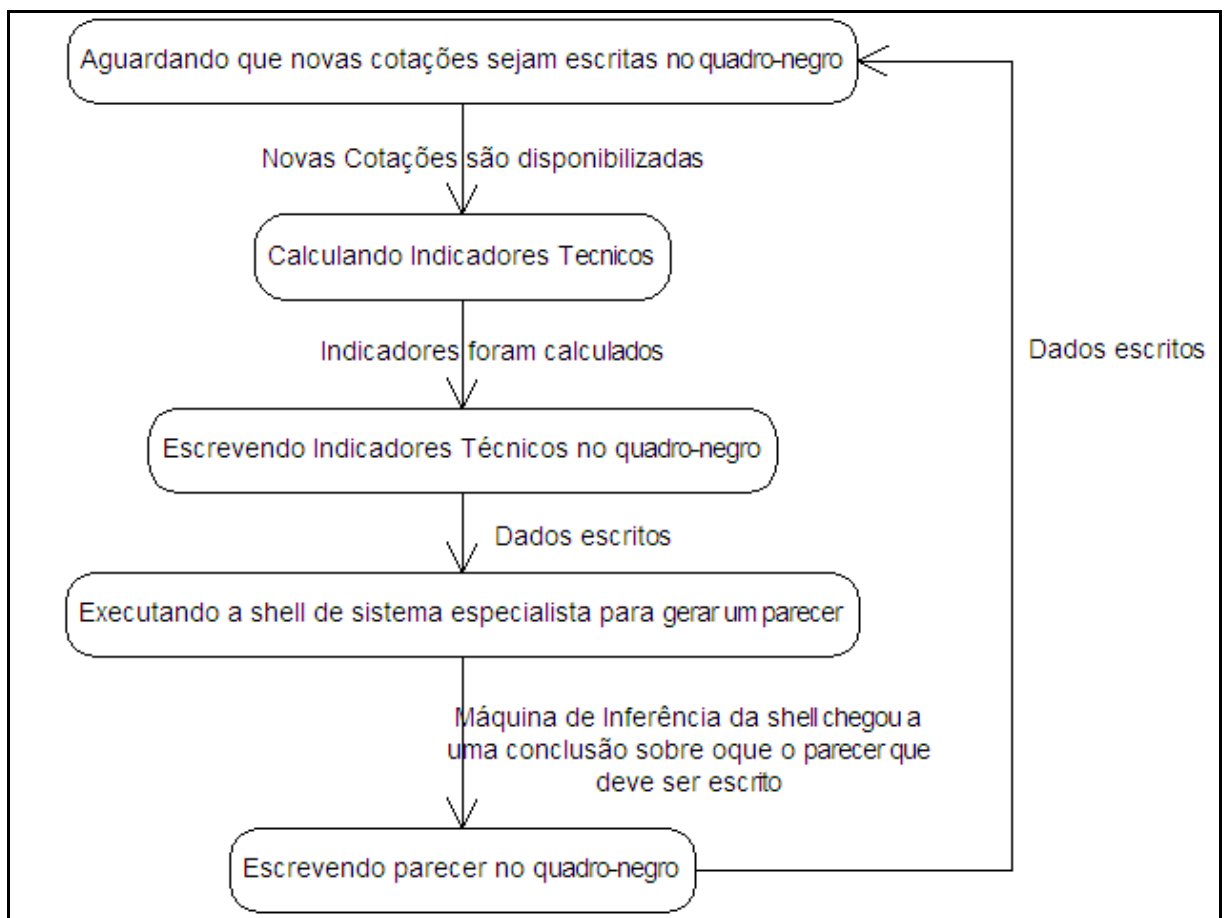 Aguardando que novas cotações sejam escritas no quadro-negro
Novas Cotações são disponibilizadas
Calculando Indicadores Tecnicos
Indicadores foram calculados
Dados escritos
Escrevendo Indicadores Técnicos no quadro-negro
Dados escritos
Executando a shell de sistema especialista para gerar um parecer
Máquina de Inferência da shell chegou a
uma conclusão sobre oque o parecer que
deve ser escrito
Escrevendo parecer no quadro-negro